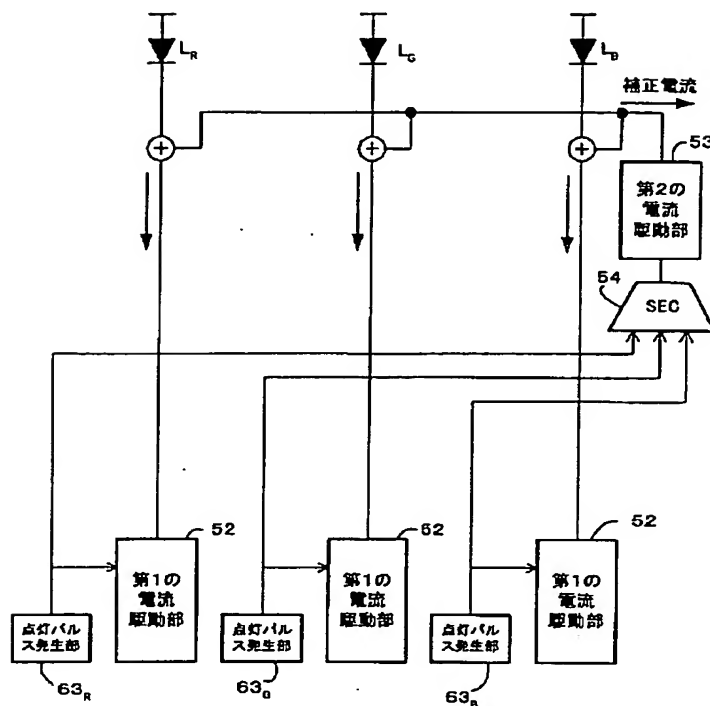 L_R
L_G
L_B
補正電流
53
第2の
電流
駆動部
54
SEC
52
52
52
第1の
電流
駆動部
第1の
電流
駆動部
第1の
電流
駆動部
点灯パル
ス発生部
点灯パル
ス発生部
点灯パル
ス発生部
63_R
63_G
63_B